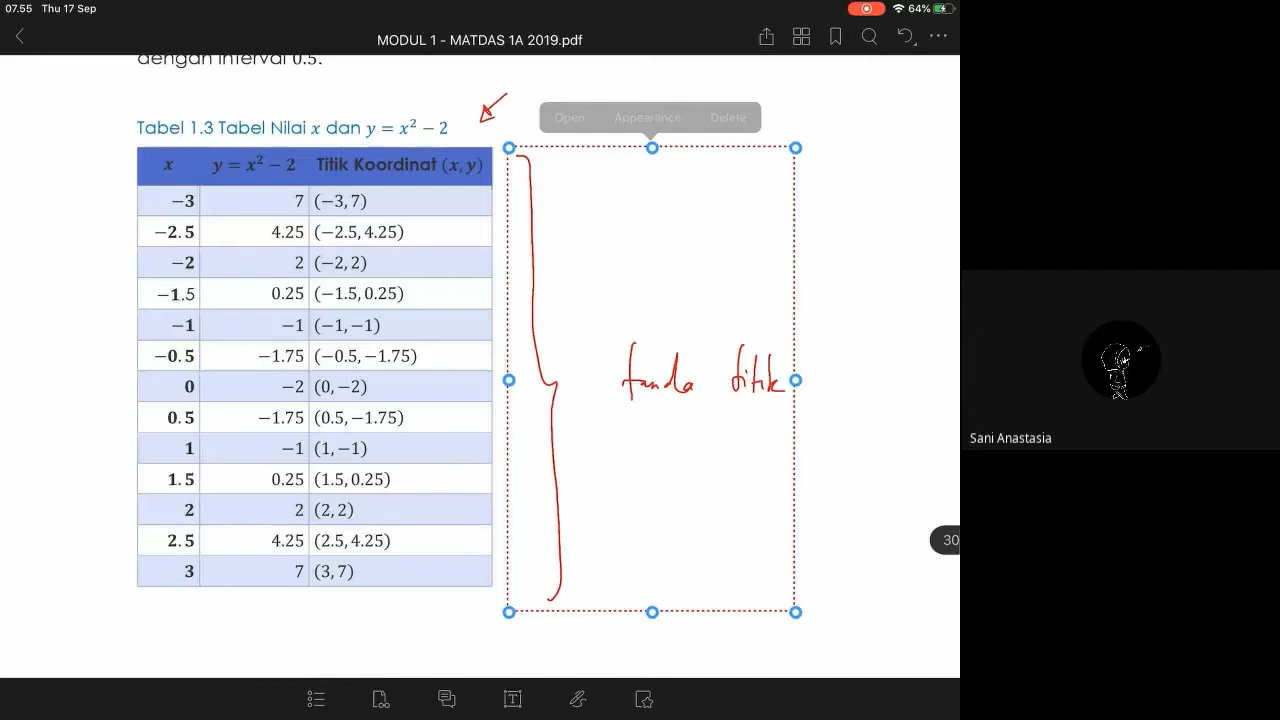 07.55 Thu 17 Sep
64%
MODUL 1 - MATDAS 1A 2019.pdf
dengan interval 0.5.
Open Appearance Delete
Tabel 1.3 Tabel Nilai x dan y = x² − 2
x y = x² − 2 Titik Koordinat (x, y)
−3 7 (−3, 7)
−2.5 4.25 (−2.5, 4.25)
−2 2 (−2, 2)
−1.5 0.25 (−1.5, 0.25)
−1 −1 (−1, −1)
−0.5 −1.75 (−0.5, −1.75)
0 −2 (0, −2)
0.5 −1.75 (0.5, −1.75)
1 −1 (1, −1)
1.5 0.25 (1.5, 0.25)
2 2 (2, 2)
2.5 4.25 (2.5, 4.25)
3 7 (3, 7)
tanda titik
30
Sani Anastasia